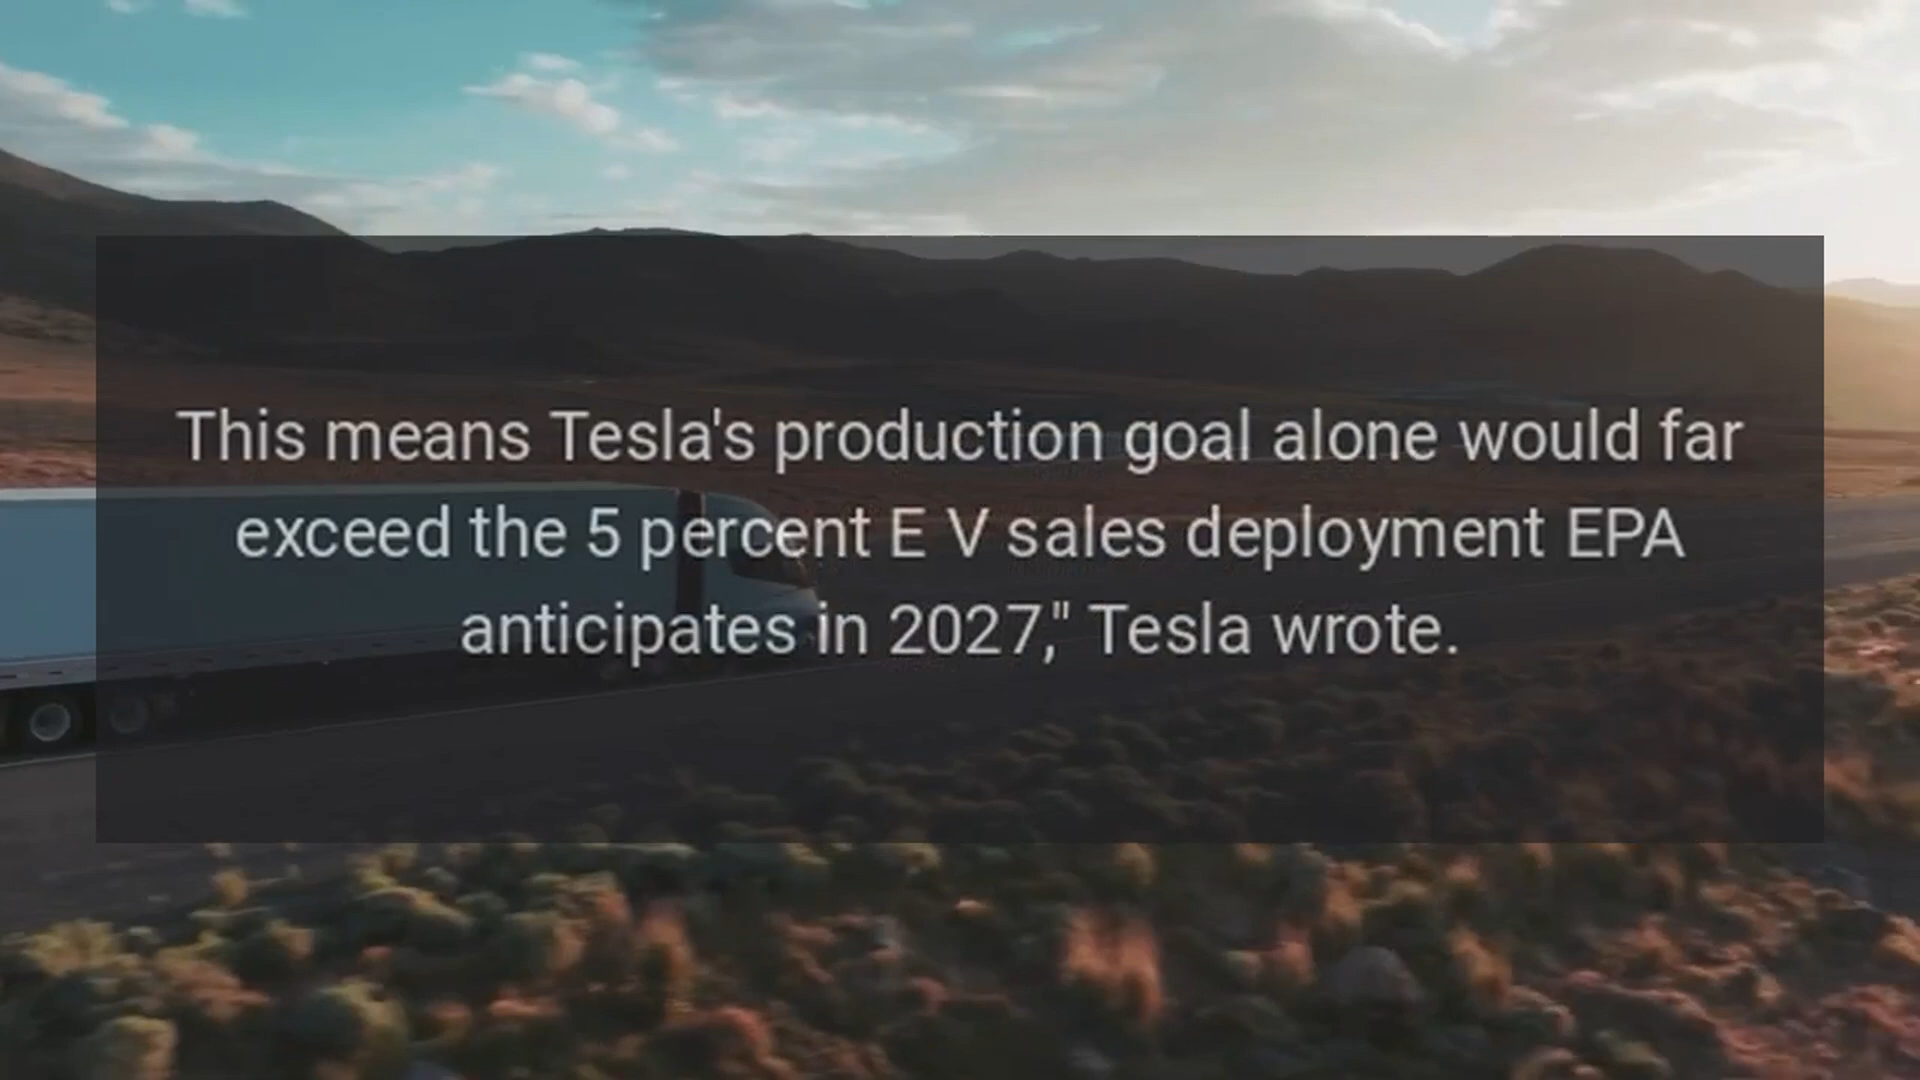 This means Tesla's production goal alone would far
exceed the 5 percent E V sales deployment EPA
anticipates in 2027," Tesla wrote.